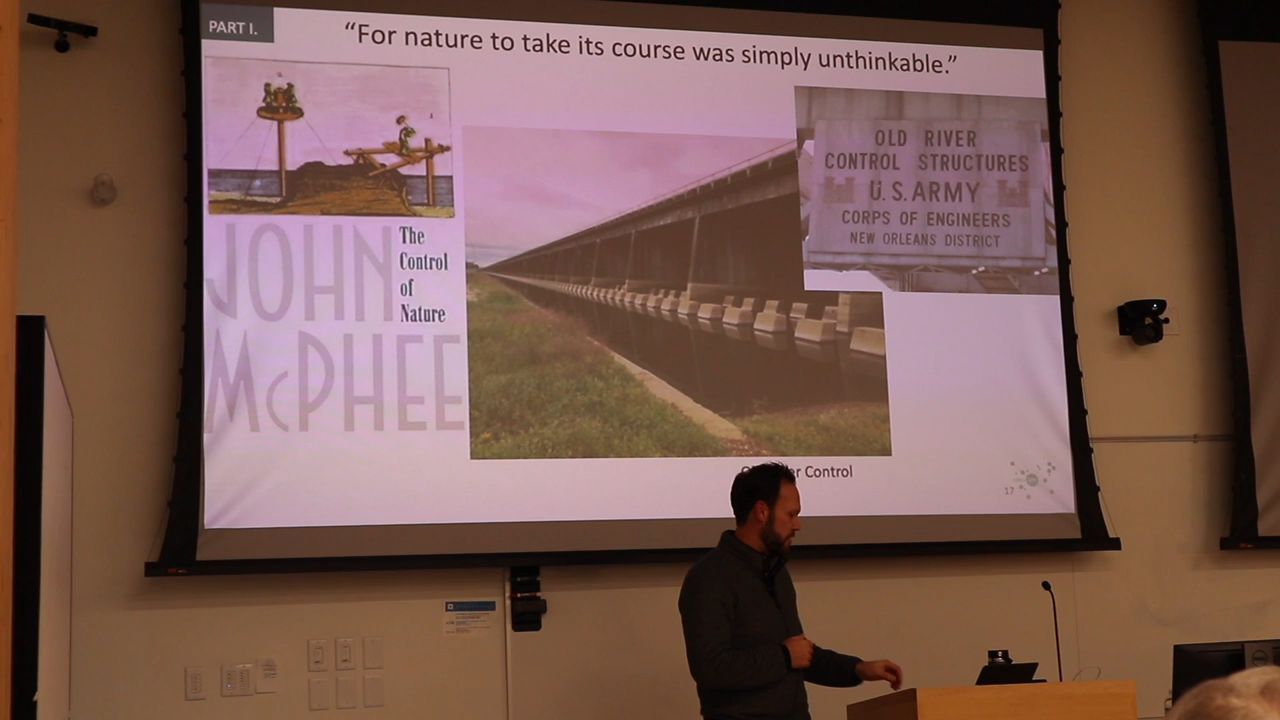 PART I.
“For nature to take its course was simply unthinkable.”
JOHN
McPHEE
The
Control
of
Nature
OLD RIVER
CONTROL STRUCTURES
U.S. ARMY
CORPS OF ENGINEERS
NEW ORLEANS DISTRICT
Control
17